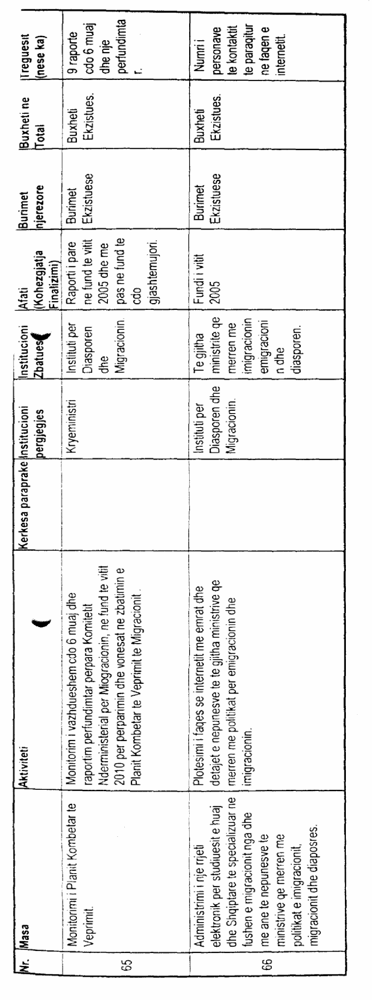 Nr.
Masa
Aktiviteti
Kerkesa paraprake
Institucioni
pergjegjes
Institucioni
Zbatues
Afati
(Kohezgjatja
Finalizimi)
Burimet
njerezore
Buxheti ne
Total
Treguesit
(nese ka)
65
Monitorimi i Planit Kombetar te
Veprimit.
Monitorim i vazhdueshem cdo 6 muaj dhe
raportim perfundimtar perpara Komitetit
Nderministerial per Miogracionin, ne fund te vitit
2010 per perparimin dhe vonesat ne zbatimin e
Planit Kombetar te Veprimit te Migracionit .
Kryeministri
Instituti per
Diasporen
dhe
Migracionin.
Raporti i pare
ne fund te vitit
2005 dhe me
pas ne fund te
cdo
gjashtemujori.
Burimet
Ekzistuese
Buxheti
Ekzistues.
9 raporte
cdo 6 muaj
dhe nje
perfundimta
r.
66
Administrimi i nje rrjeti
elektronik per studiuesit e huaj
dhe Shqiptare te specializuar ne
fushen e migracionit nga dhe
me ane te nepunesve te
ministrive qe merren me
politikat e imigracionit,
migracionit dhe diaposres.
Plotesimi i faqes se internetit me emrat dhe
detajet e nepunesve te te gjitha ministrive qe
merren me politikat per emigracionin dhe
imigracionin.
Instituti per
Diasporen dhe
Migracionin.
Te gjitha
ministrite qe
merren me
imigracionin
emigracioni
n dhe
diasporen.
Fundi i vitit
2005
Burimet
Ekzistuese
Buxheti
Ekzistues.
Numri i
personave
te kontaktit
te paraqitur
ne faqen e
internetit.